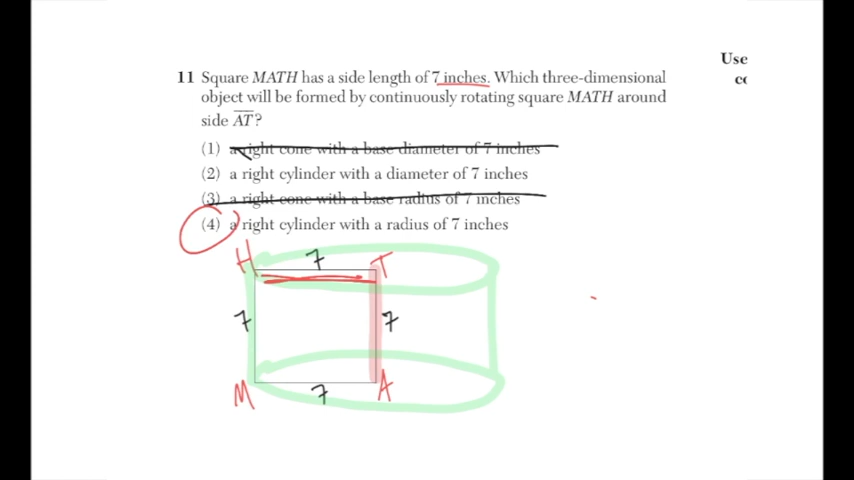 Use
11 Square MATH has a side length of 7 inches. Which three-dimensional
object will be formed by continuously rotating square MATH around
side AT?
(1) a right cone with a base diameter of 7 inches
(2) a right cylinder with a diameter of 7 inches
(3) a right cone with a base radius of 7 inches
(4) a right cylinder with a radius of 7 inches
H 7 T
7 7
M 7 A